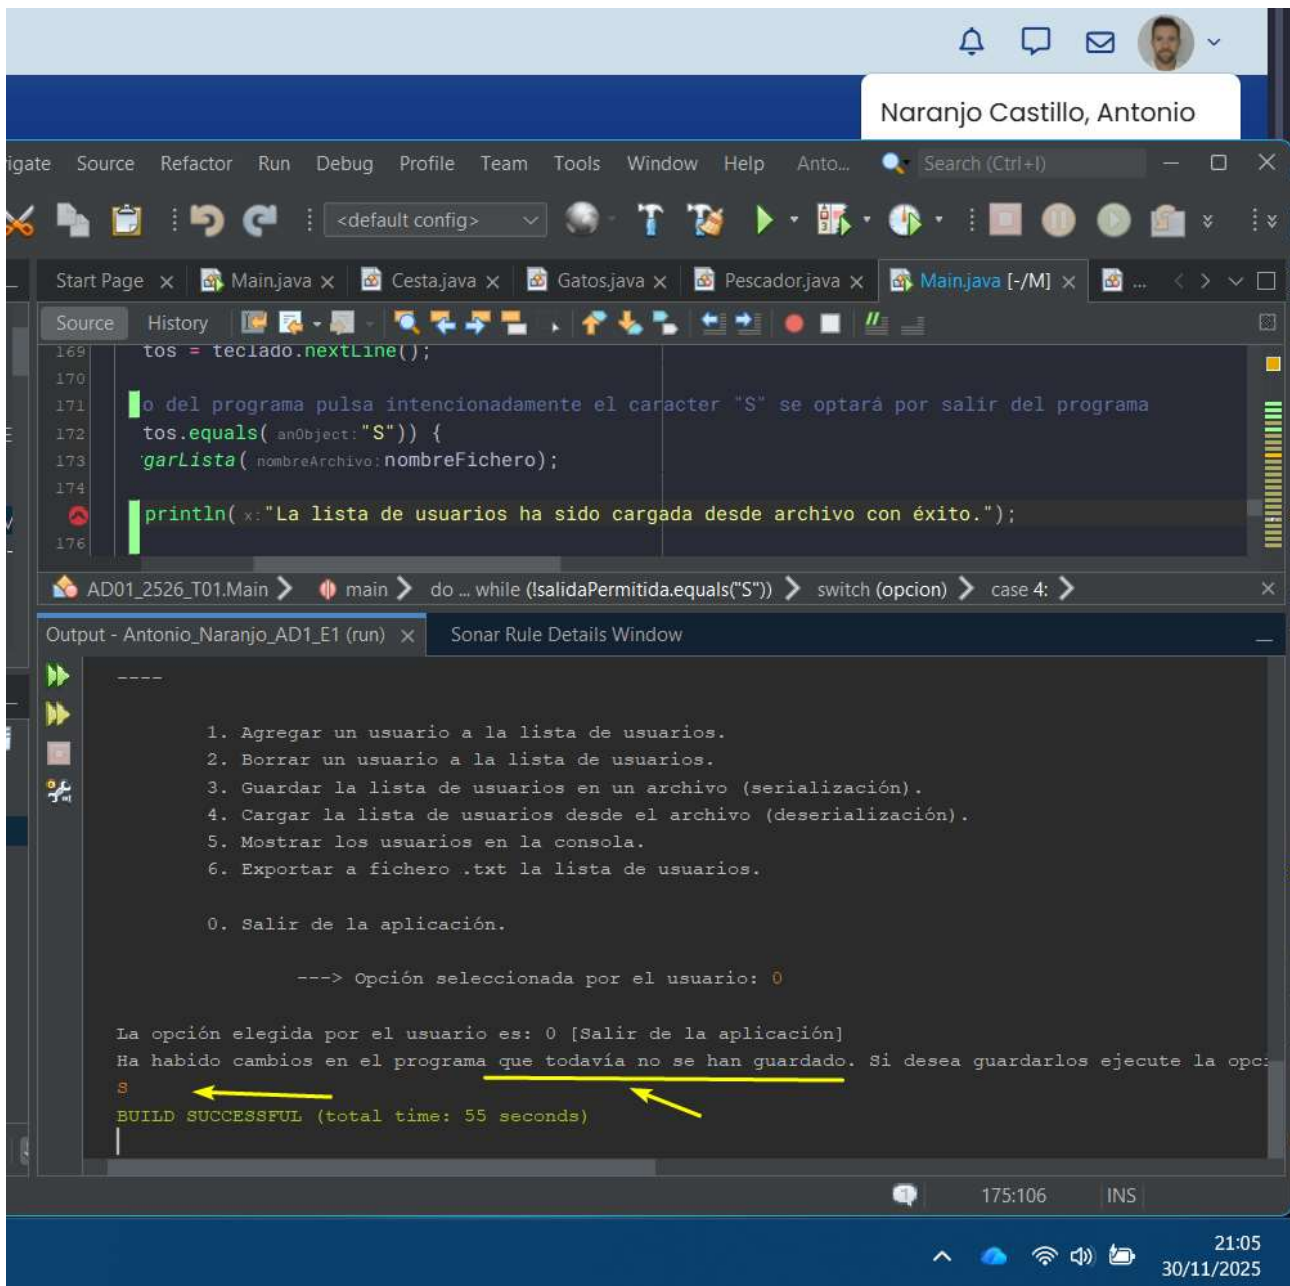 Naranjo Castillo, Antonio
igate Source Refactor Run Debug Profile Team Tools Window Help Anto... Search (Ctrl+I)
<default config>
Start Page Main.java Cesta.java Gatos.java Pescador.java Main.java [-/M] ...
Source History
169 tos = teclado.nextLine();
170
171 o del programa pulsa intencionadamente el caracter "S" se optará por salir del programa
172 tos.equals( anObject: "S")) {
173 garLista( nombreArchivo: nombreFichero);
174
println( x: "La lista de usuarios ha sido cargada desde archivo con éxito.");
176
AD01_2526_T01.Main main do ... while (!salidaPermitida.equals("S")) switch (opcion) case 4:
Output - Antonio_Naranjo_AD1_E1 (run) Sonar Rule Details Window
----
1. Agregar un usuario a la lista de usuarios.
2. Borrar un usuario a la lista de usuarios.
3. Guardar la lista de usuarios en un archivo (serialización).
4. Cargar la lista de usuarios desde el archivo (deserialización).
5. Mostrar los usuarios en la consola.
6. Exportar a fichero .txt la lista de usuarios.
0. Salir de la aplicación.
---> Opción seleccionada por el usuario: 0
La opción elegida por el usuario es: 0 [Salir de la aplicación]
Ha habido cambios en el programa que todavía no se han guardado. Si desea guardarlos ejecute la opc
S
BUILD SUCCESSFUL (total time: 55 seconds)
1 175:106 INS
21:05
30/11/2025